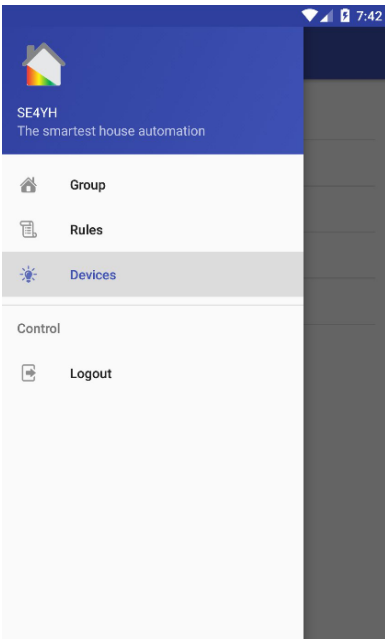 7:42
SE4YH
The smartest house automation
Group
Rules
Devices
Control
Logout